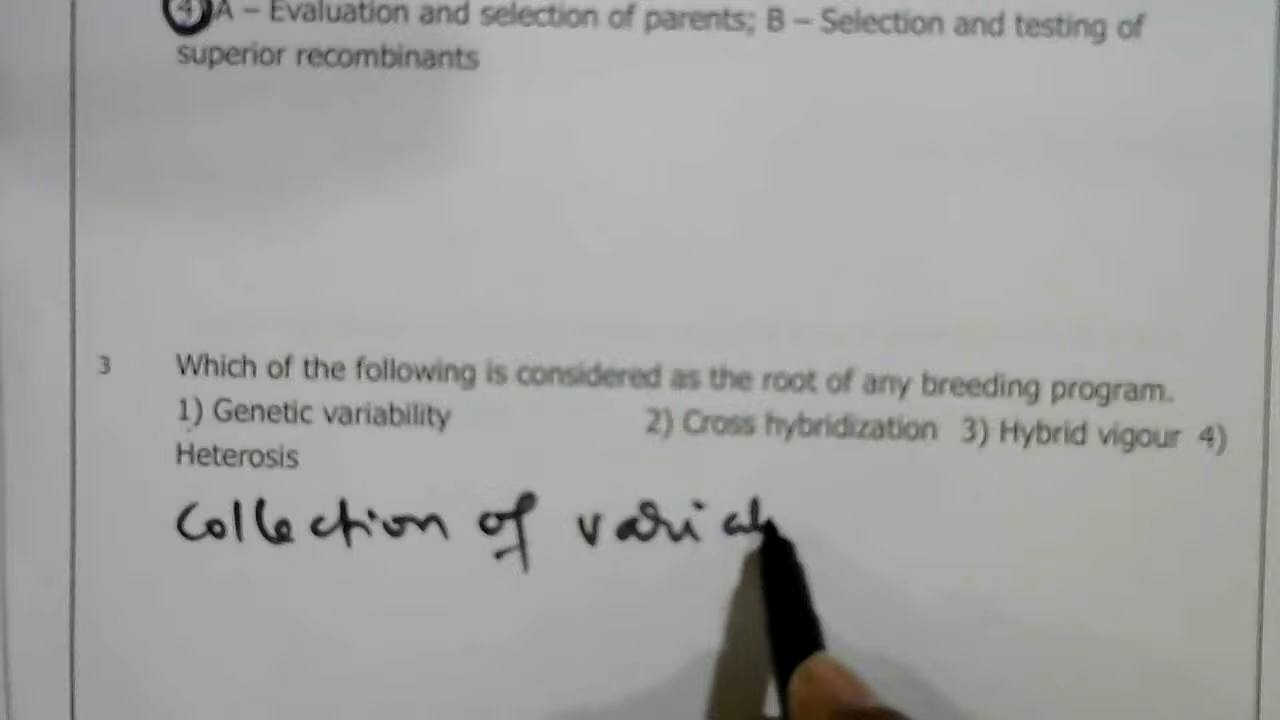 4) A – Evaluation and selection of parents; B – Selection and testing of
superior recombinants
3 Which of the following is considered as the root of any breeding program.
1) Genetic variability 2) Cross hybridization 3) Hybrid vigour 4)
Heterosis
Collection of variab